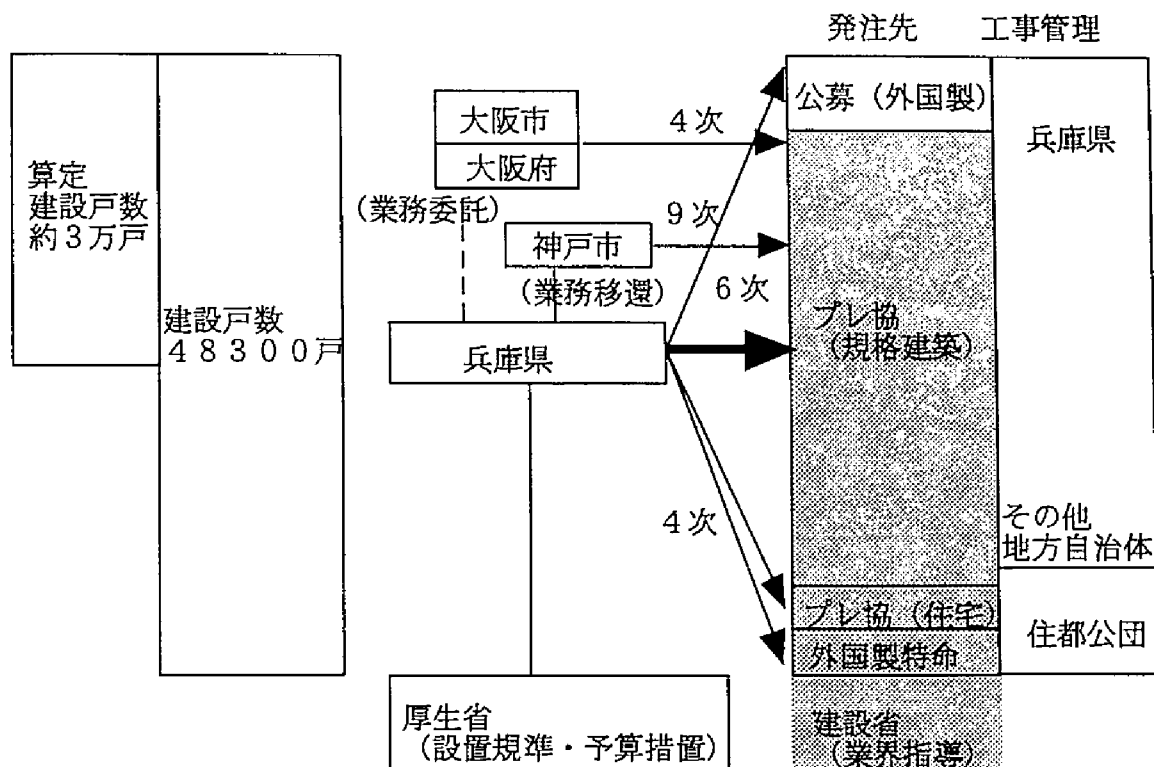 発注先 工事管理
公募(外国製)
兵庫県
大阪市
大阪府
4次
算定
建設戸数
約3万戸
(業務委託)
9次
神戸市
(業務移還)
6次
建設戸数
48300戸
兵庫県
プレ協
(規格建築)
4次
その他
地方自治体
プレ協(住宅)
外国製特命
住都公団
厚生省
(設置規準・予算措置)
建設省
(業界指導)